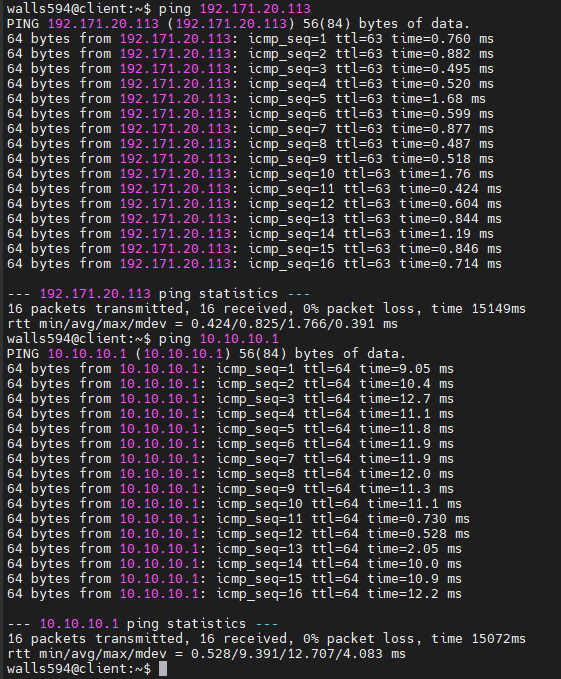 walls594@client:~$ ping 192.171.20.113
PING 192.171.20.113 (192.171.20.113) 56(84) bytes of data.
64 bytes from 192.171.20.113: icmp_seq=1 ttl=63 time=0.760 ms
64 bytes from 192.171.20.113: icmp_seq=2 ttl=63 time=0.882 ms
64 bytes from 192.171.20.113: icmp_seq=3 ttl=63 time=0.495 ms
64 bytes from 192.171.20.113: icmp_seq=4 ttl=63 time=0.520 ms
64 bytes from 192.171.20.113: icmp_seq=5 ttl=63 time=1.68 ms
64 bytes from 192.171.20.113: icmp_seq=6 ttl=63 time=0.599 ms
64 bytes from 192.171.20.113: icmp_seq=7 ttl=63 time=0.877 ms
64 bytes from 192.171.20.113: icmp_seq=8 ttl=63 time=0.487 ms
64 bytes from 192.171.20.113: icmp_seq=9 ttl=63 time=0.518 ms
64 bytes from 192.171.20.113: icmp_seq=10 ttl=63 time=1.76 ms
64 bytes from 192.171.20.113: icmp_seq=11 ttl=63 time=0.424 ms
64 bytes from 192.171.20.113: icmp_seq=12 ttl=63 time=0.604 ms
64 bytes from 192.171.20.113: icmp_seq=13 ttl=63 time=0.844 ms
64 bytes from 192.171.20.113: icmp_seq=14 ttl=63 time=1.19 ms
64 bytes from 192.171.20.113: icmp_seq=15 ttl=63 time=0.846 ms
64 bytes from 192.171.20.113: icmp_seq=16 ttl=63 time=0.714 ms
--- 192.171.20.113 ping statistics ---
16 packets transmitted, 16 received, 0% packet loss, time 15149ms
rtt min/avg/max/mdev = 0.424/0.825/1.766/0.391 ms
walls594@client:~$ ping 10.10.10.1
PING 10.10.10.1 (10.10.10.1) 56(84) bytes of data.
64 bytes from 10.10.10.1: icmp_seq=1 ttl=64 time=9.05 ms
64 bytes from 10.10.10.1: icmp_seq=2 ttl=64 time=10.4 ms
64 bytes from 10.10.10.1: icmp_seq=3 ttl=64 time=12.7 ms
64 bytes from 10.10.10.1: icmp_seq=4 ttl=64 time=11.1 ms
64 bytes from 10.10.10.1: icmp_seq=5 ttl=64 time=11.8 ms
64 bytes from 10.10.10.1: icmp_seq=6 ttl=64 time=11.9 ms
64 bytes from 10.10.10.1: icmp_seq=7 ttl=64 time=11.9 ms
64 bytes from 10.10.10.1: icmp_seq=8 ttl=64 time=12.0 ms
64 bytes from 10.10.10.1: icmp_seq=9 ttl=64 time=11.3 ms
64 bytes from 10.10.10.1: icmp_seq=10 ttl=64 time=11.1 ms
64 bytes from 10.10.10.1: icmp_seq=11 ttl=64 time=0.730 ms
64 bytes from 10.10.10.1: icmp_seq=12 ttl=64 time=0.528 ms
64 bytes from 10.10.10.1: icmp_seq=13 ttl=64 time=2.05 ms
64 bytes from 10.10.10.1: icmp_seq=14 ttl=64 time=10.0 ms
64 bytes from 10.10.10.1: icmp_seq=15 ttl=64 time=10.9 ms
64 bytes from 10.10.10.1: icmp_seq=16 ttl=64 time=12.2 ms
--- 10.10.10.1 ping statistics ---
16 packets transmitted, 16 received, 0% packet loss, time 15072ms
rtt min/avg/max/mdev = 0.528/9.391/12.707/4.083 ms
walls594@client:~$